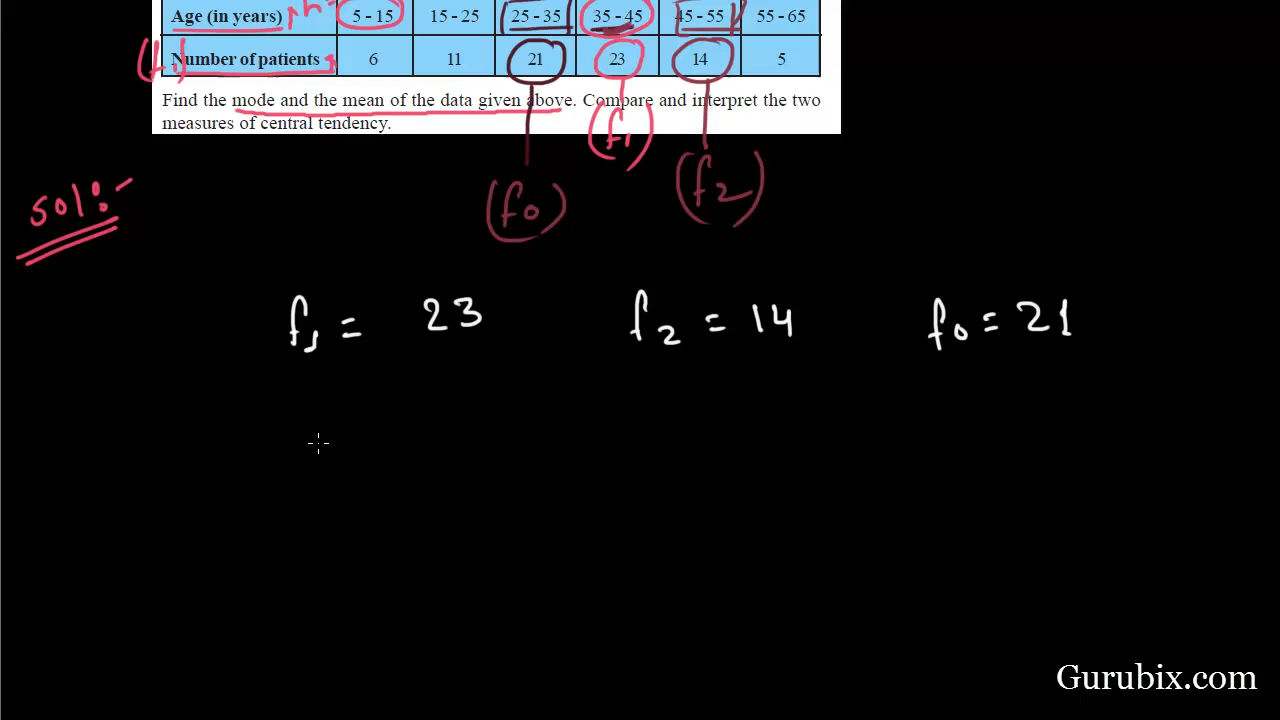 Age (in years) 5 - 15 15 - 25 25 - 35 35 - 45 45 - 55 55 - 65
(f₁) Number of patients 6 11 21 23 14 5
Find the mode and the mean of the data given above. Compare and interpret the two
measures of central tendency.
(f₁)
(f₀) (f₂)
Sol:-
f₁ = 23 f₂ = 14 f₀ = 21
Gurubix.com